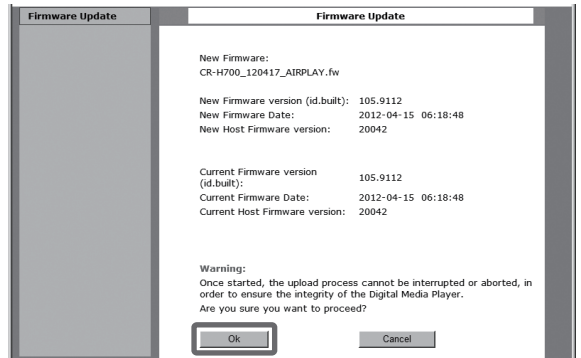 Firmware Update
Firmware Update
New Firmware:
CR-H700_120417_AIRPLAY.fw
New Firmware version (id.built): 105.9112
New Firmware Date: 2012-04-15 06:18:48
New Host Firmware version: 20042
Current Firmware version
(id.built): 105.9112
Current Firmware Date: 2012-04-15 06:18:48
Current Host Firmware version: 20042
Warning:
Once started, the upload process cannot be interrupted or aborted, in
order to ensure the integrity of the Digital Media Player.
Are you sure you want to proceed?
Ok Cancel